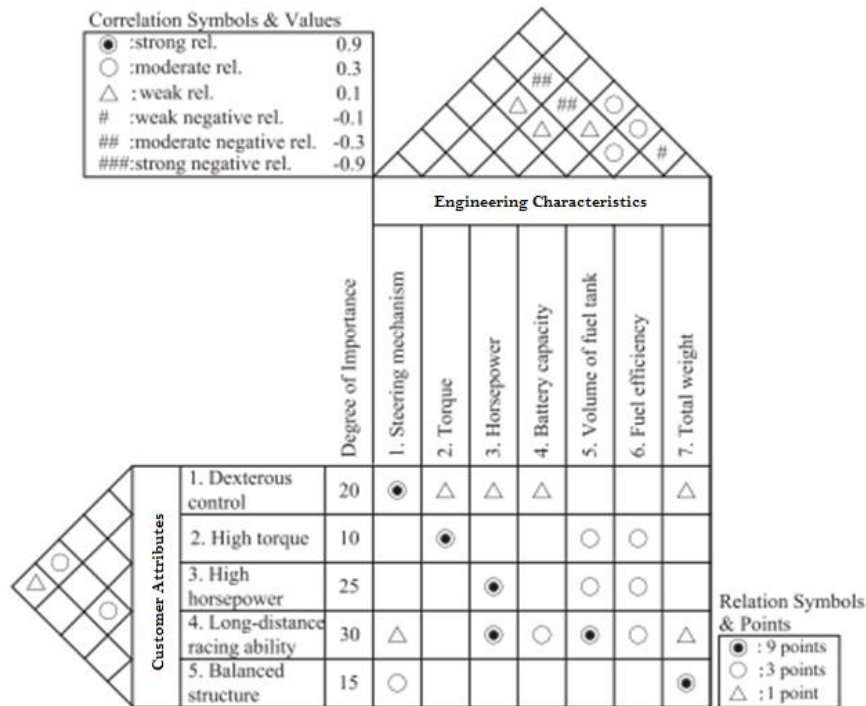 Correlation Symbols & Values
:strong rel. 0.9
:moderate rel. 0.3
: weak rel. 0.1
# :weak negative rel. -0.1
## :moderate negative rel. -0.3
###:strong negative rel. -0.9
##
##
#
Engineering Characteristics
Degree of Importance
1. Steering mechanism
2. Torque
3. Horsepower
4. Battery capacity
5. Volume of fuel tank
6. Fuel efficiency
7. Total weight
Customer Attributes
1. Dexterous
control
20
2. High torque
10
3. High
horsepower
25
4. Long-distance
racing ability
30
5. Balanced
structure
15
Relation Symbols
& Points
: 9 points
: 3 points
: 1 point